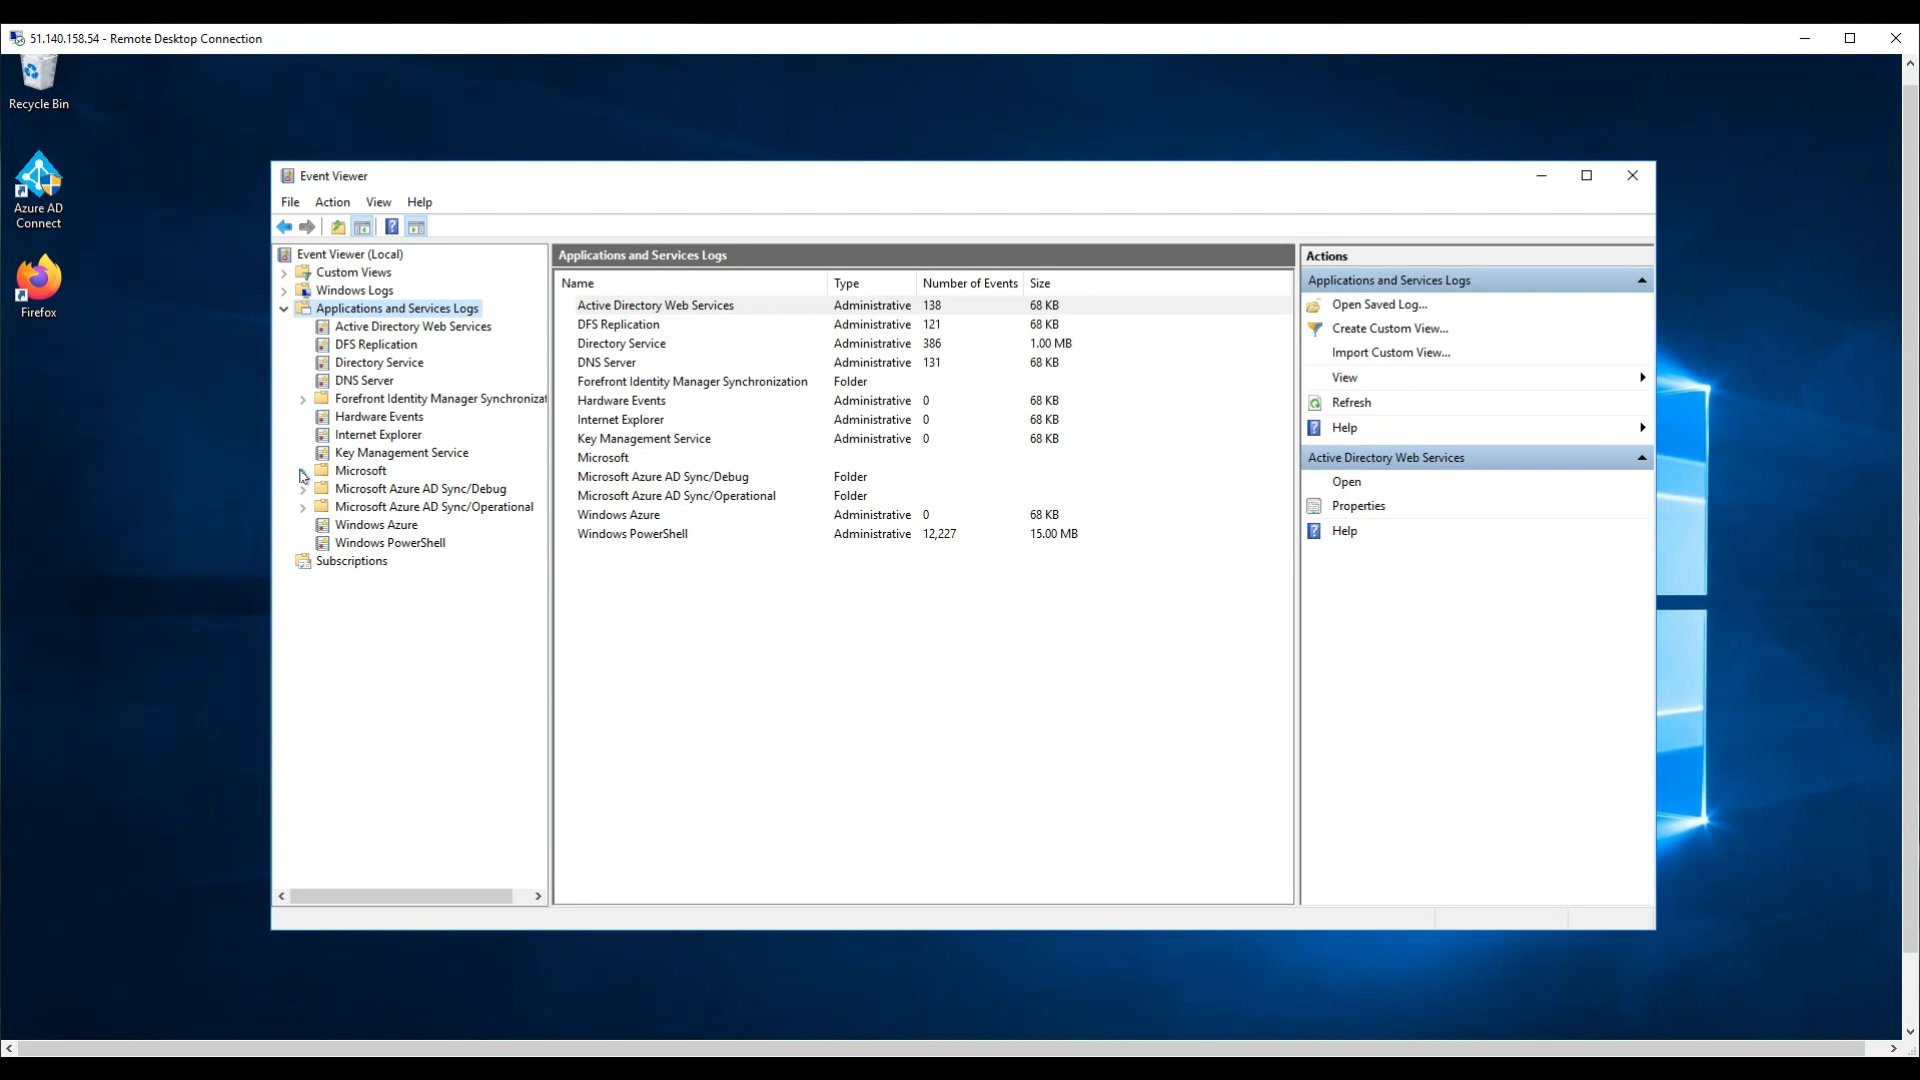 51.140.158.54 - Remote Desktop Connection
Recycle Bin
Azure AD
Connect
Firefox
Event Viewer
File Action View Help
Event Viewer (Local)
Custom Views
Windows Logs
Applications and Services Logs
Active Directory Web Services
DFS Replication
Directory Service
DNS Server
Forefront Identity Manager Synchronizat
Hardware Events
Internet Explorer
Key Management Service
Microsoft
Microsoft Azure AD Sync/Debug
Microsoft Azure AD Sync/Operational
Windows Azure
Windows PowerShell
Subscriptions
Applications and Services Logs
Name Type Number of Events Size
Active Directory Web Services Administrative 138 68 KB
DFS Replication Administrative 121 68 KB
Directory Service Administrative 386 1.00 MB
DNS Server Administrative 131 68 KB
Forefront Identity Manager Synchronization Folder
Hardware Events Administrative 0 68 KB
Internet Explorer Administrative 0 68 KB
Key Management Service Administrative 0 68 KB
Microsoft
Microsoft Azure AD Sync/Debug Folder
Microsoft Azure AD Sync/Operational Folder
Windows Azure Administrative 0 68 KB
Windows PowerShell Administrative 12,227 15.00 MB
Actions
Applications and Services Logs
Open Saved Log...
Create Custom View...
Import Custom View...
View
Refresh
Help
Active Directory Web Services
Open
Properties
Help